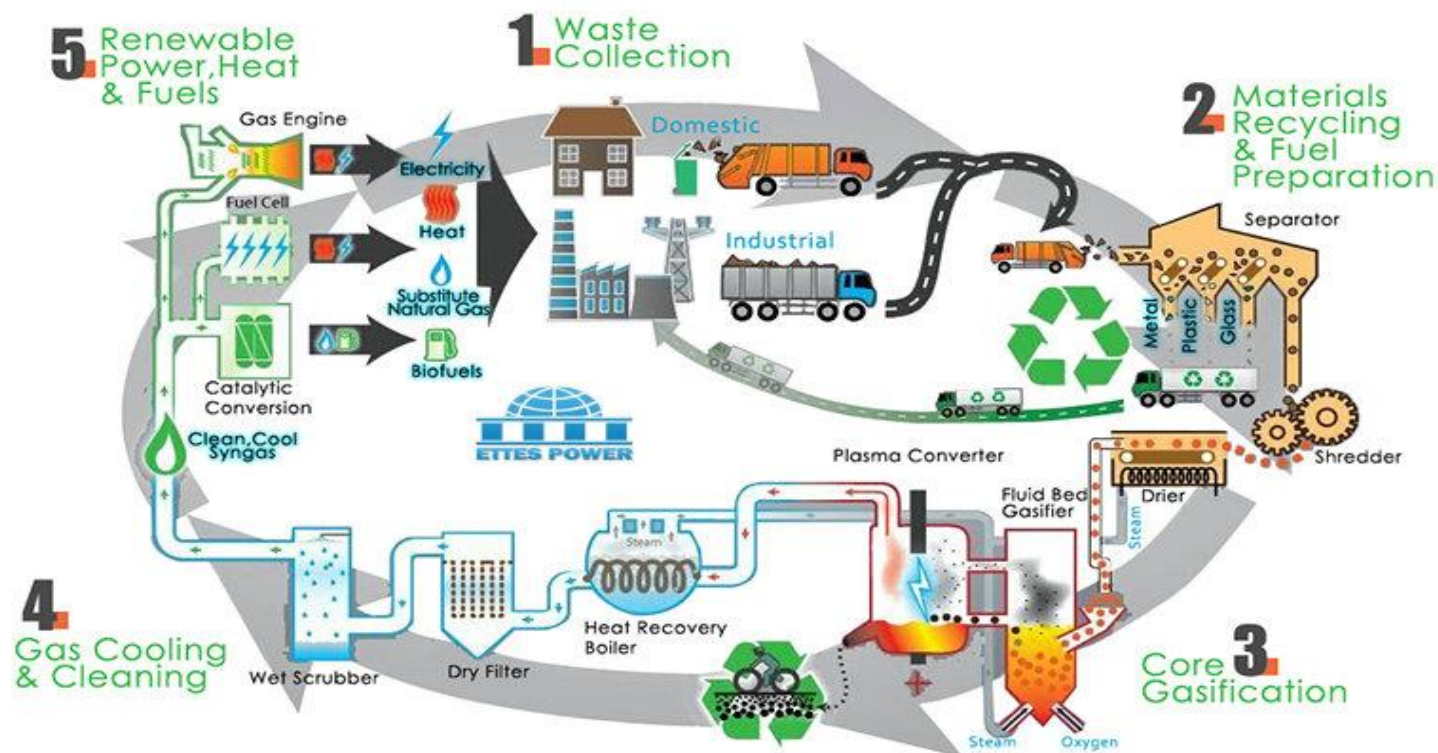 1. Waste
Collection
Domestic
Industrial
2. Materials
Recycling
& Fuel
Preparation
Separator
Metal
Plastic
Glass
Shredder
Drier
Steam
3. Core
Gasification
Fluid Bed
Gasifier
Plasma Converter
Steam
Oxygen
4. Gas Cooling
& Cleaning
Heat Recovery
Boiler
Steam
Dry Filter
Wet Scrubber
Clean,Cool
Syngas
5. Renewable
Power,Heat
& Fuels
Gas Engine
Fuel Cell
Catalytic
Conversion
Electricity
Heat
Substitute
Natural Gas
Biofuels
ETTES POWER